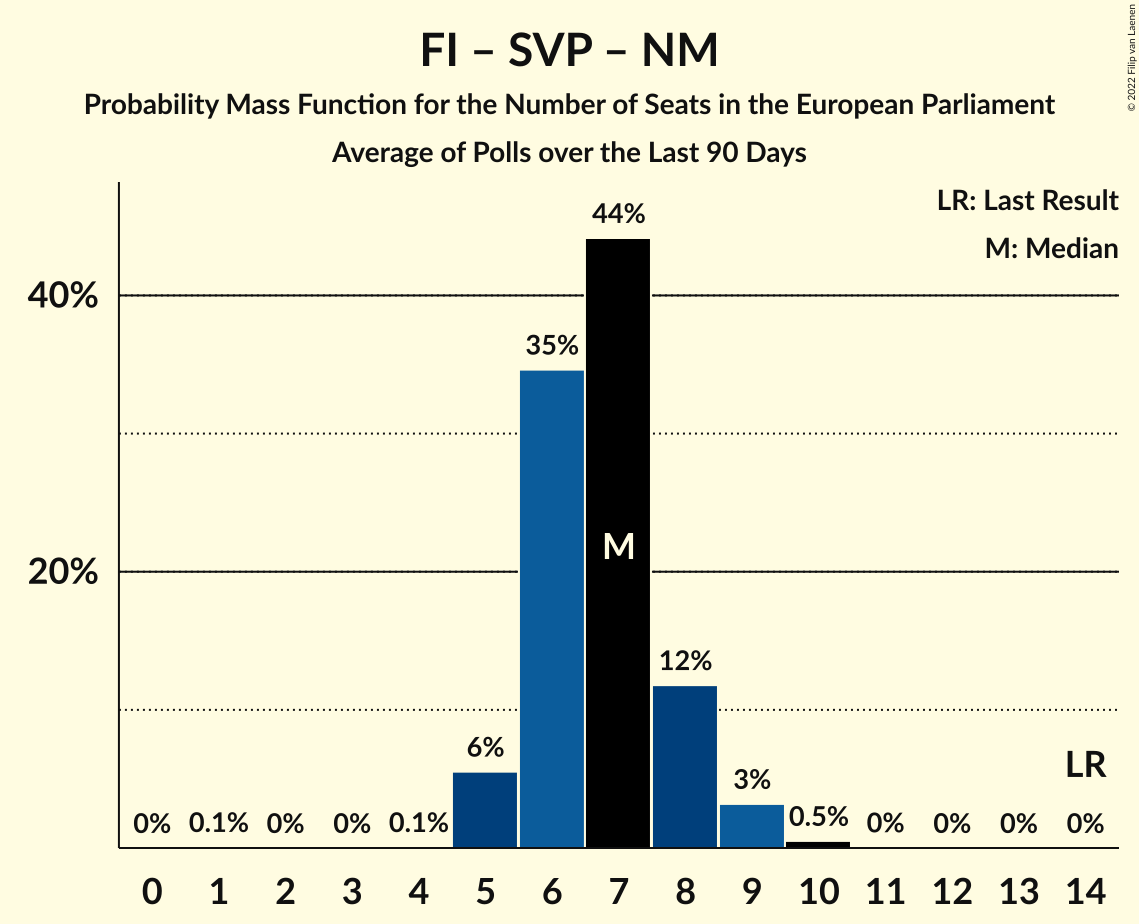 FI – SVP – NM
Probability Mass Function for the Number of Seats in the European Parliament
Average of Polls over the Last 90 Days
© 2022 Filip van Laenen
LR: Last Result
M: Median
40%
20%
0% 0.1% 0% 0% 0.1% 6% 35% 44% 12% 3% 0.5% 0% 0% 0% 0%
M
LR
0 1 2 3 4 5 6 7 8 9 10 11 12 13 14